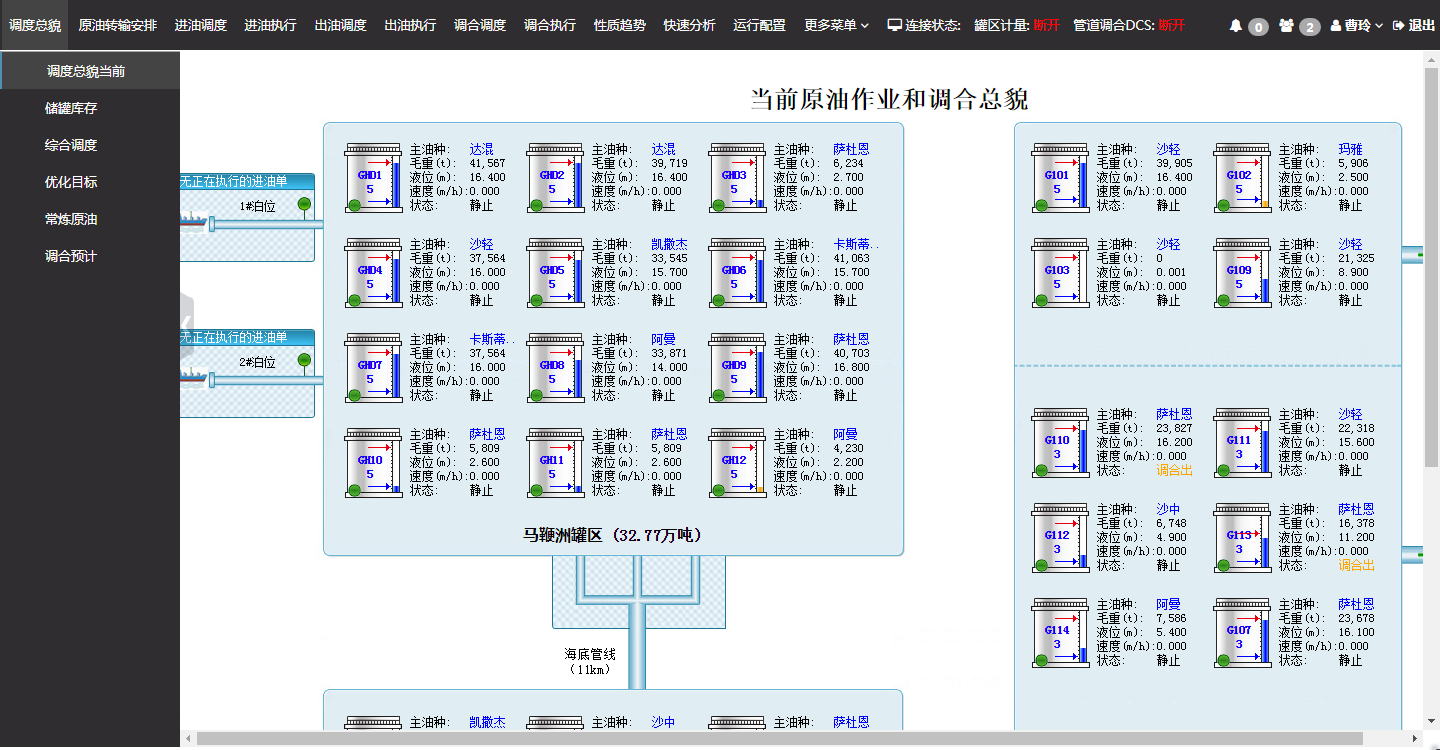 调度总貌 原油转输安排 进油调度 进油执行 出油调度 出油执行 调合调度 调合执行 性质趋势 快速分析 运行配置 更多菜单 连接状态: 罐区计量: 断开 管道调合DCS: 断开 0 2 曹玲 退出
调度总貌当前
储罐库存
综合调度
优化目标
常炼原油
调合预计
当前原油作业和调合总貌
无正在执行的进油单
1#泊位
无正在执行的进油单
2#泊位
GH01 5 主油种: 达混
毛重(t): 41,567
液位(m): 16.400
速度(m/h):0.000
状态: 静止
GH02 5 主油种: 达混
毛重(t): 39,719
液位(m): 16.400
速度(m/h):0.000
状态: 静止
GH03 5 主油种: 萨杜恩
毛重(t): 6,234
液位(m): 2.700
速度(m/h):0.000
状态: 静止
GH04 5 主油种: 沙轻
毛重(t): 37,564
液位(m): 16.000
速度(m/h):0.000
状态: 静止
GH05 5 主油种: 凯撒杰
毛重(t): 33,545
液位(m): 15.700
速度(m/h):0.000
状态: 静止
GH06 5 主油种: 卡斯蒂..
毛重(t): 41,063
液位(m): 15.700
速度(m/h):0.000
状态: 静止
GH07 5 主油种: 卡斯蒂..
毛重(t): 37,564
液位(m): 16.000
速度(m/h):0.000
状态: 静止
GH08 5 主油种: 阿曼
毛重(t): 33,871
液位(m): 14.000
速度(m/h):0.000
状态: 静止
GH09 5 主油种: 萨杜恩
毛重(t): 40,703
液位(m): 16.800
速度(m/h):0.000
状态: 静止
GH10 5 主油种: 萨杜恩
毛重(t): 5,809
液位(m): 2.600
速度(m/h):0.000
状态: 静止
GH11 5 主油种: 萨杜恩
毛重(t): 5,809
液位(m): 2.600
速度(m/h):0.000
状态: 静止
GH12 5 主油种: 阿曼
毛重(t): 4,230
液位(m): 2.200
速度(m/h):0.000
状态: 静止
马鞭洲罐区 (32.77万吨)
海底管线
(11km)
主油种: 凯撒杰
主油种: 沙中
主油种: 萨杜恩
G101 5 主油种: 沙轻
毛重(t): 39,905
液位(m): 16.400
速度(m/h):0.000
状态: 静止
G102 5 主油种: 玛雅
毛重(t): 5,906
液位(m): 2.500
速度(m/h):0.000
状态: 静止
G103 5 主油种: 沙轻
毛重(t): 0
液位(m): 0.001
速度(m/h):0.000
状态: 静止
G109 5 主油种: 沙轻
毛重(t): 21,325
液位(m): 8.900
速度(m/h):0.000
状态: 静止
G110 3 主油种: 萨杜恩
毛重(t): 23,827
液位(m): 16.200
速度(m/h):0.000
状态: 调合出
G111 3 主油种: 沙轻
毛重(t): 22,318
液位(m): 15.600
速度(m/h):0.000
状态: 静止
G112 3 主油种: 沙中
毛重(t): 6,748
液位(m): 4.900
速度(m/h):0.000
状态: 静止
G113 3 主油种: 萨杜恩
毛重(t): 16,378
液位(m): 11.200
速度(m/h):0.000
状态: 调合出
G114 3 主油种: 阿曼
毛重(t): 7,586
液位(m): 5.400
速度(m/h):0.000
状态: 静止
G107 3 主油种: 萨杜恩
毛重(t): 23,678
液位(m): 16.100
速度(m/h):0.000
状态: 静止